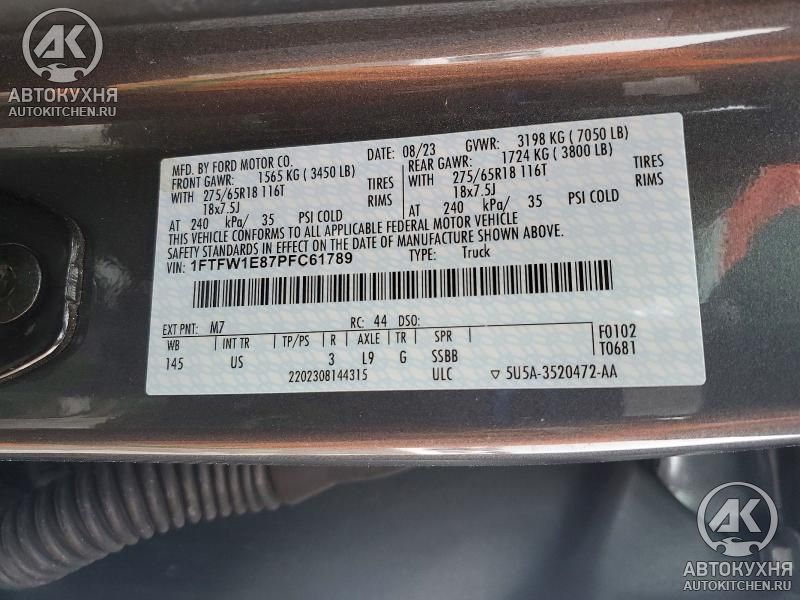 AK
АВТОКУХНЯ
AUTOKITCHEN.RU
MFD. BY FORD MOTOR CO. DATE: 08/23 GVWR: 3198 KG ( 7050 LB)
FRONT GAWR: 1565 KG ( 3450 LB) REAR GAWR: 1724 KG ( 3800 LB)
WITH 275/65R18 116T TIRES WITH 275/65R18 116T TIRES
18x7.5J RIMS 18x7.5J RIMS
AT 240 kPa/ 35 PSI COLD AT 240 kPa/ 35 PSI COLD
THIS VEHICLE CONFORMS TO ALL APPLICABLE FEDERAL MOTOR VEHICLE
SAFETY STANDARDS IN EFFECT ON THE DATE OF MANUFACTURE SHOWN ABOVE.
VIN: 1FTFW1E87PFC61789 TYPE: Truck
EXT PNT: M7 RC: 44 DSO: F0102
WB INT TR TP/PS R AXLE TR SPR T0681
145 US 3 L9 G SSBB
2202308144315 ULC ▽ 5U5A-3520472-AA
AK
АВТОКУХНЯ
AUTOKITCHEN.RU